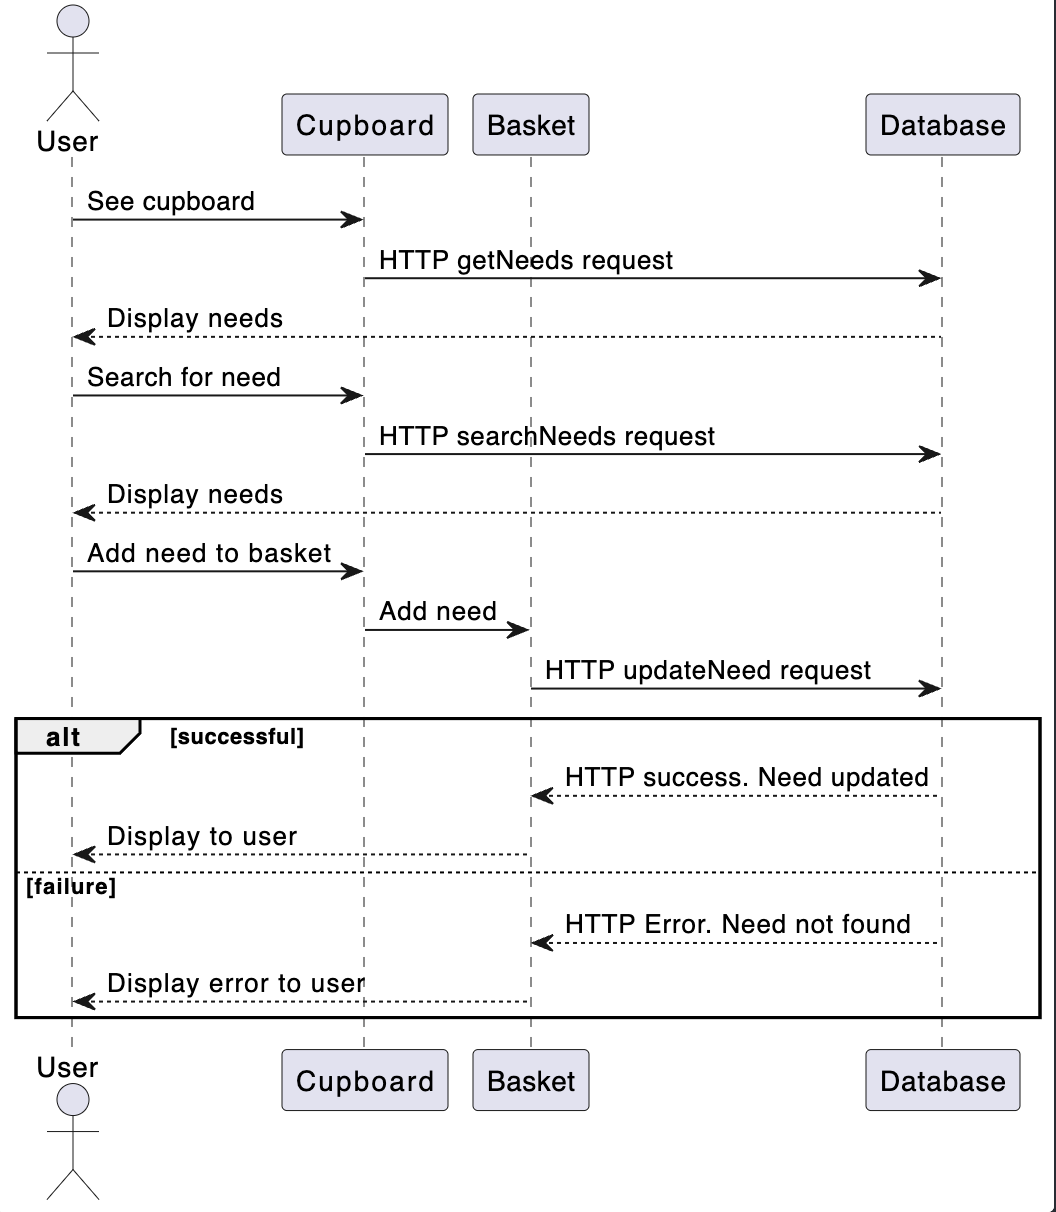 User
Cupboard
Basket
Database
See cupboard
HTTP getNeeds request
Display needs
Search for need
HTTP searchNeeds request
Display needs
Add need to basket
Add need
HTTP updateNeed request
alt
[successful]
HTTP success. Need updated
Display to user
[failure]
HTTP Error. Need not found
Display error to user
User
Cupboard
Basket
Database